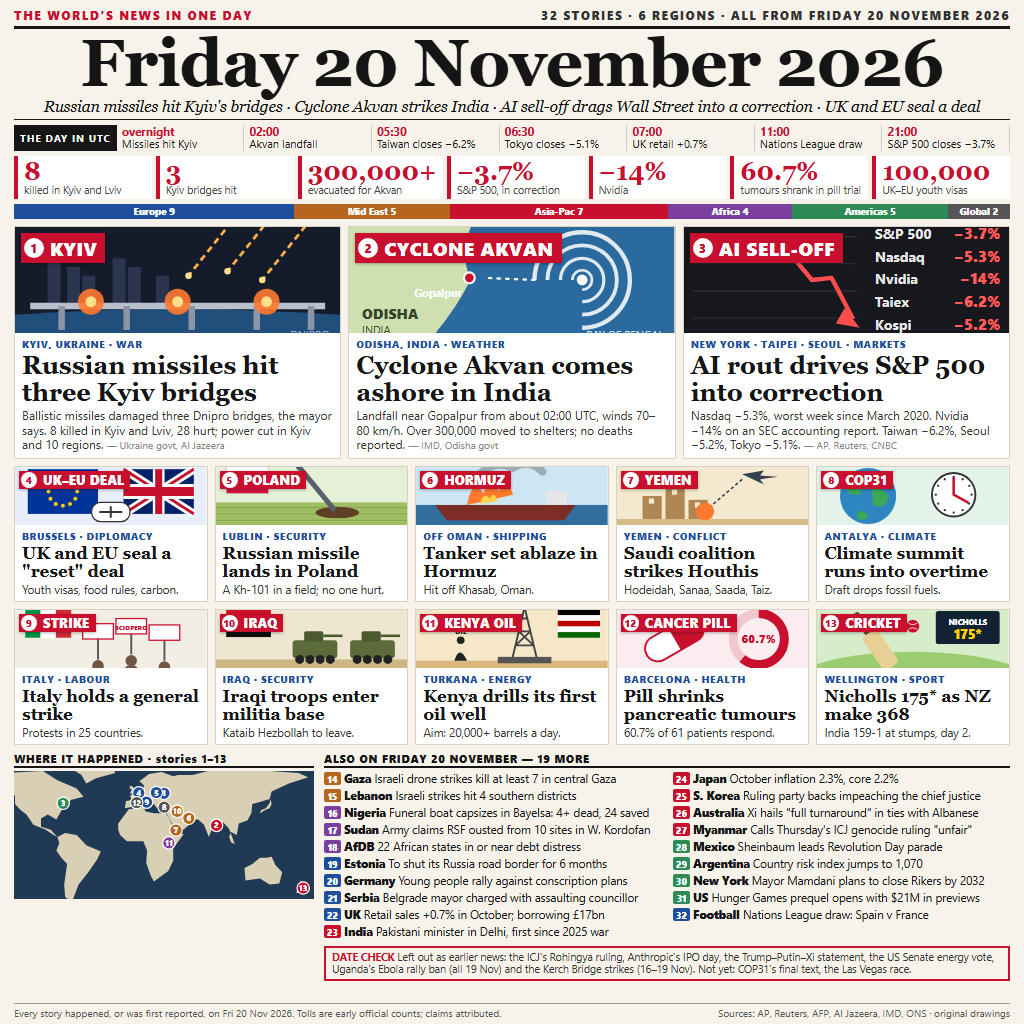 THE WORLD'S NEWS IN ONE DAY
32 STORIES · 6 REGIONS · ALL FROM FRIDAY 20 NOVEMBER 2026
Friday 20 November 2026
Russian missiles hit Kyiv's bridges · Cyclone Akvan strikes India · AI sell-off drags Wall Street into a correction · UK and EU seal a deal
THE DAY IN UTC
overnight
Missiles hit Kyiv
02:00
Akvan landfall
05:30
Taiwan closes −6.2%
06:30
Tokyo closes −5.1%
07:00
UK retail +0.7%
11:00
Nations League draw
21:00
S&P closes −3.7%
8
killed in Kyiv and Lviv
3
Kyiv bridges hit
300,000+
evacuated for Akvan
−3.7%
S&P 500, in correction
−14%
Nvidia
60.7%
tumours shrank in pill trial
100,000
UK–EU youth visas
Europe 9
Mid East 5
Asia-Pac 7
Africa 4
Americas 5
Global 2
1 KYIV
DNIPRO
KYIV, UKRAINE · WAR
Russian missiles hit
three Kyiv bridges
Ballistic missiles damaged three Dnipro bridges, the mayor
says. 8 killed in Kyiv and Lviv, 28 hurt; power cut in Kyiv
and 10 regions. — Ukraine govt, Al Jazeera
2 CYCLONE AKVAN
Gopalpur
ODISHA
INDIA
BAY OF BENGAL
ODISHA, INDIA · WEATHER
Cyclone Akvan comes
ashore in India
Landfall near Gopalpur from about 02:00 UTC, winds 70–
80 km/h. Over 300,000 moved to shelters; no deaths
reported. — IMD, Odisha govt
3 AI SELL-OFF
S&P 500 −3.7%
Nasdaq −5.3%
Nvidia −14%
Taiex −6.2%
Kospi −5.2%
NEW YORK · TAIPEI · SEOUL · MARKETS
AI rout drives S&P 500
into correction
Nasdaq −5.3%, worst week since March 2020. Nvidia
−14% on an SEC accounting report. Taiwan −6.2%, Seoul
−5.2%, Tokyo −5.1%. — AP, Reuters, CNBC
4 UK–EU DEAL
BRUSSELS · DIPLOMACY
UK and EU seal a
"reset" deal
Youth visas, food rules, carbon.
5 POLAND
LUBLIN · SECURITY
Russian missile
lands in Poland
A Kh-101 in a field; no one hurt.
6 HORMUZ
OFF OMAN · SHIPPING
Tanker set ablaze in
Hormuz
Hit off Khasab, Oman.
7 YEMEN
YEMEN · CONFLICT
Saudi coalition
strikes Houthis
Hodeidah, Sanaa, Saada, Taiz.
8 COP31
ANTALYA · CLIMATE
Climate summit
runs into overtime
Draft drops fossil fuels.
9 STRIKE
SCIOPERO
ITALY · LABOUR
Italy holds a general
strike
Protests in 25 countries.
10 IRAQ
IRAQ · SECURITY
Iraqi troops enter
militia base
Kataib Hezbollah to leave.
11 KENYA OIL
OIL
TURKANA · ENERGY
Kenya drills its first
oil well
Aim: 20,000+ barrels a day.
12 CANCER PILL
60.7%
BARCELONA · HEALTH
Pill shrinks
pancreatic tumours
60.7% of 61 patients respond.
13 CRICKET
NICHOLLS
175*
WELLINGTON · SPORT
Nicholls 175* as NZ
make 368
India 159-1 at stumps, day 2.
WHERE IT HAPPENED · stories 1–13
3
4
5
12
9
8
10
6
7
11
2
13
ALSO ON FRIDAY 20 NOVEMBER — 19 MORE
14 Gaza Israeli drone strikes kill at least 7 in central Gaza
15 Lebanon Israeli strikes hit 4 southern districts
16 Nigeria Funeral boat capsizes in Bayelsa: 4+ dead, 24 saved
17 Sudan Army claims RSF ousted from 10 sites in W. Kordofan
18 AfDB 22 African states in or near debt distress
19 Estonia To shut its Russia road border for 6 months
20 Germany Young people rally against conscription plans
21 Serbia Belgrade mayor charged with assaulting councillor
22 UK Retail sales +0.7% in October; borrowing £17bn
23 India Pakistani minister in Delhi, first since 2025 war
24 Japan October inflation 2.3%, core 2.2%
25 S. Korea Ruling party backs impeaching the chief justice
26 Australia Xi hails "full turnaround" in ties with Albanese
27 Myanmar Calls Thursday's ICJ genocide ruling "unfair"
28 Mexico Sheinbaum leads Revolution Day parade
29 Argentina Country risk index jumps to 1,070
30 New York Mayor Mamdani plans to close Rikers by 2032
31 US Hunger Games prequel opens with $21M in previews
32 Football Nations League draw: Spain v France
DATE CHECK Left out as earlier news: the ICJ's Rohingya ruling, Anthropic's IPO day, the Trump–Putin–Xi statement, the US Senate energy vote,
Uganda's Ebola rally ban (all 19 Nov) and the Kerch Bridge strikes (16–19 Nov). Not yet: COP31's final text, the Las Vegas race.
Every story happened, or was first reported, on Fri 20 Nov 2026. Tolls are early official counts; claims attributed.
Sources: AP, Reuters, AFP, Al Jazeera, IMD, ONS · original drawings